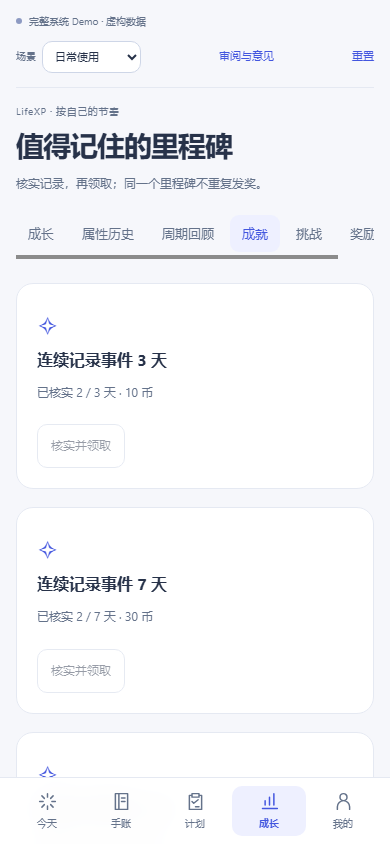 完整系统 Demo · 虚构数据
场景 日常使用 审阅与意见 重置
LifeXP · 按自己的节奏
值得记住的里程碑
核实记录，再领取；同一个里程碑不重复发奖。
成长 属性历史 周期回顾 成就 挑战 奖励
连续记录事件 3 天
已核实 2 / 3 天 · 10 币
核实并领取
连续记录事件 7 天
已核实 2 / 7 天 · 30 币
核实并领取
今天 手账 计划 成长 我的